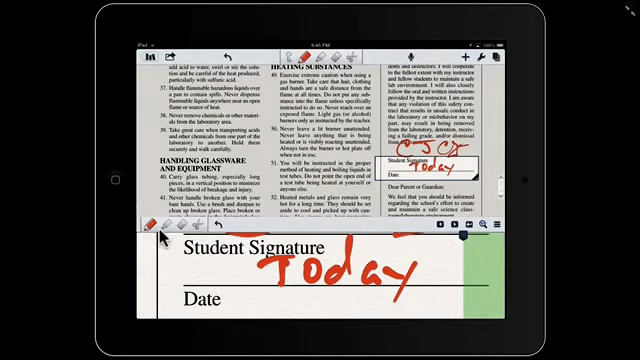 iPad
9:45 PM
add acid to water, swirl or stir the solu-
tion and be careful of the heat produced,
particularly with sulfuric acid.
37. Handle flammable hazardous liquids over
a pan to contain spills. Never dispense
flammable liquids anywhere near an open
flame or source of heat.
38. Never remove chemicals or other materi-
als from the laboratory area.
39. Take great care when transporting acids
and other chemicals from one part of the
laboratory to another. Hold them
securely and walk carefully.
HANDLING GLASSWARE
AND EQUIPMENT
40. Carry glass tubing, especially long
pieces, in a vertical position to minimize
the likelihood of breakage and injury.
41. Never handle broken glass with your
bare hands. Use a brush and dustpan to
clean up broken glass. Place broken or
HEATING SUBSTANCES
49. Exercise extreme caution when using a
gas burner. Take care that hair, clothing
and hands are a safe distance from the
flame at all times. Do not put any sub-
stance into the flame unless specifically
instructed to do so. Never reach over an
exposed flame. Light gas (or alcohol)
burners only as instructed by the teacher.
50. Never leave a lit burner unattended.
Never leave anything that is being
heated or is visibly reacting unattended.
Always turn the burner or hot plate off
when not in use.
51. You will be instructed in the proper
method of heating and boiling liquids in
test tubes. Do not point the open end of
a test tube being heated at yourself or
anyone else.
52. Heated metals and glass remain very
hot for a long time. They should be set
aside to cool and picked up with cau-
dents and instructors. I will cooperate
to the fullest extent with my instructor
and fellow students to maintain a safe
lab environment. I will also closely
follow the oral and written instructions
provided by the instructor. I am aware
that any violation of this safety con-
tract that results in unsafe conduct in
the laboratory or misbehavior on my
part, may result in being removed
from the laboratory, detention, receiv-
ing a failing grade, and/or dismissal
from the
Student Signature
Today
Date
Dear Parent or Guardian:
We feel that you should be informed
regarding the school's effort to create
and maintain a safe science class-
Student Signature
Today
Date